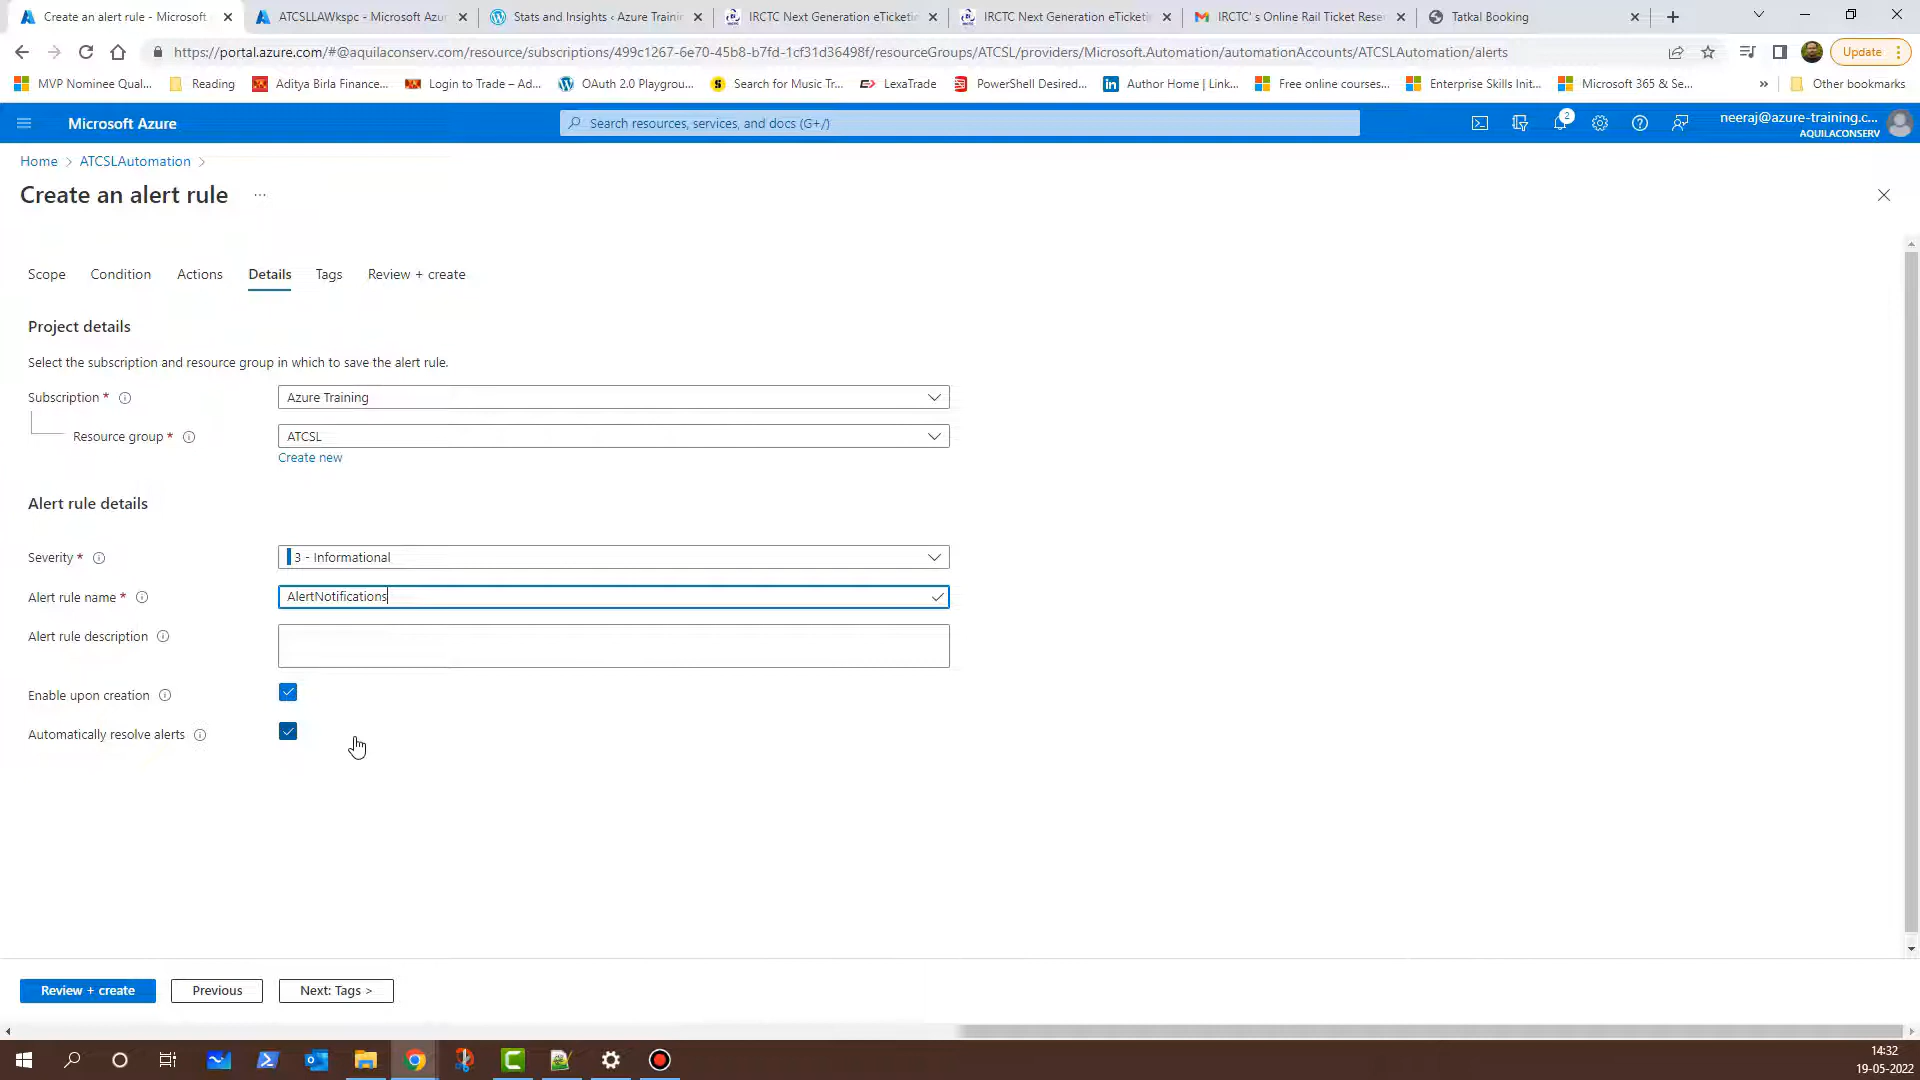 Create an alert rule - Microsoft
ATCSLLAWkspc - Microsoft Azu
Stats and Insights ‹ Azure Trainin
IRCTC Next Generation eTicketin
IRCTC Next Generation eTicketin
IRCTC' s Online Rail Ticket Rese
Tatkal Booking
https://portal.azure.com/#@aquilaconserv.com/resource/subscriptions/499c1267-6e70-45b8-b7fd-1cf31d36498f/resourceGroups/ATCSL/providers/Microsoft.Automation/automationAccounts/ATCSLAutomation/alerts
Update
MVP Nominee Qual...
Reading
Aditya Birla Finance...
Login to Trade – Ad...
OAuth 2.0 Playgrou...
Search for Music Tr...
LexaTrade
PowerShell Desired...
Author Home | Link...
Free online courses...
Enterprise Skills Init...
Microsoft 365 & Se...
»
Other bookmarks
Microsoft Azure
Search resources, services, and docs (G+/)
2
neeraj@azure-training.c...
AQUILACONSERV
Home > ATCSLAutomation >
Create an alert rule ...
Scope Condition Actions Details Tags Review + create
Project details
Select the subscription and resource group in which to save the alert rule.
Subscription *
Azure Training
Resource group *
ATCSL
Create new
Alert rule details
Severity *
3 - Informational
Alert rule name *
AlertNotifications
Alert rule description
Enable upon creation
Automatically resolve alerts
Review + create
Previous
Next: Tags >
14:32
19-05-2022